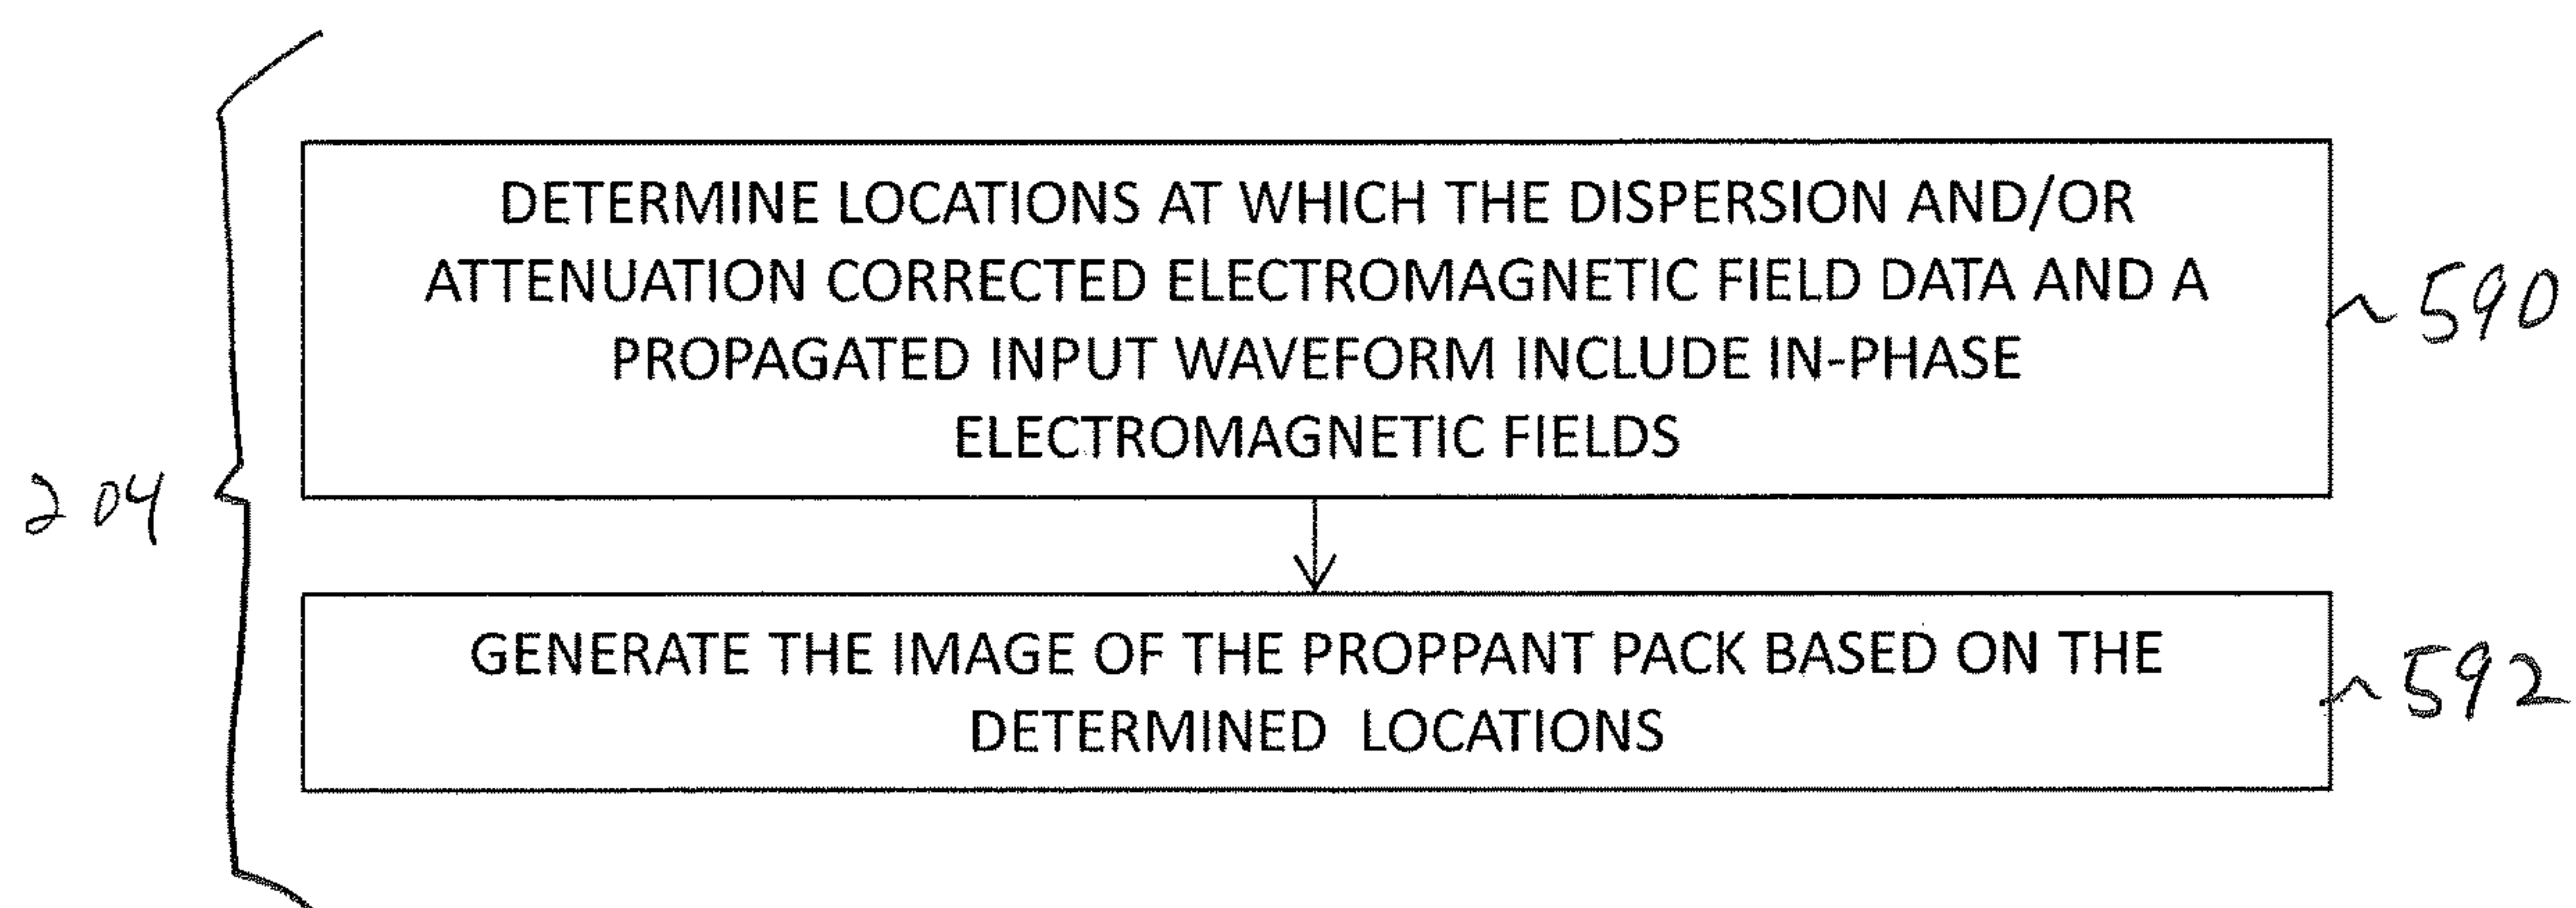 DETERMINE LOCATIONS AT WHICH THE DISPERSION AND/OR
ATTENUATION CORRECTED ELECTROMAGNETIC FIELD DATA AND A
PROPAGATED INPUT WAVEFORM INCLUDE IN-PHASE
ELECTROMAGNETIC FIELDS
590
204
GENERATE THE IMAGE OF THE PROPPANT PACK BASED ON THE
DETERMINED LOCATIONS
592